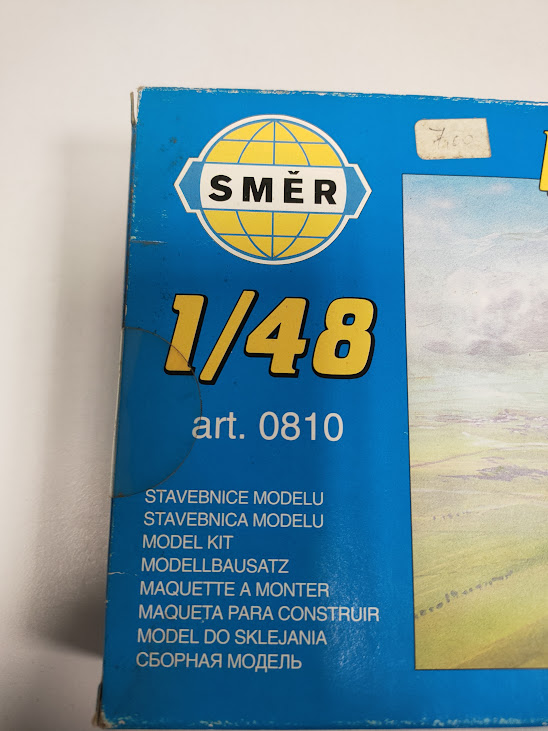 SMĚR
1/48
art. 0810
STAVEBNICE MODELU
STAVEBNICA MODELU
MODEL KIT
MODELLBAUSATZ
MAQUETTE A MONTER
MAQUETA PARA CONSTRUIR
MODEL DO SKLEJANIA
СБОРНАЯ МОДЕЛЬ